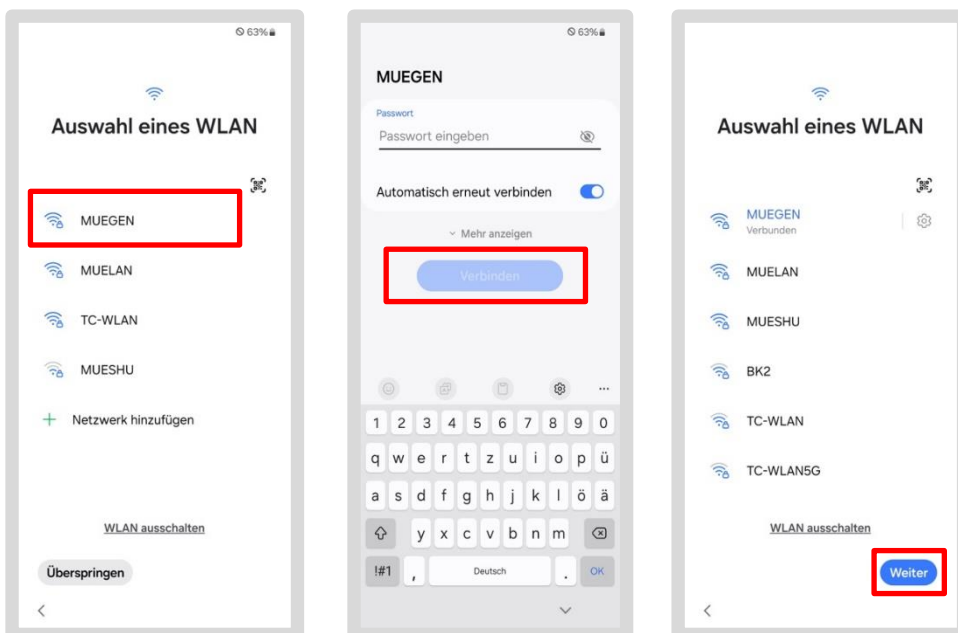 63%
Auswahl eines WLAN
MUEGEN
MUELAN
TC-WLAN
MUESHU
+ Netzwerk hinzufügen
WLAN ausschalten
Überspringen
63%
MUEGEN
Passwort
Passwort eingeben
Automatisch erneut verbinden
Mehr anzeigen
Verbinden
1 2 3 4 5 6 7 8 9 0
q w e r t z u i o p ü
a s d f g h j k l ö ä
y x c v b n m
!#1 , Deutsch . OK
Auswahl eines WLAN
MUEGEN
Verbunden
MUELAN
MUESHU
BK2
TC-WLAN
TC-WLAN5G
WLAN ausschalten
Weiter